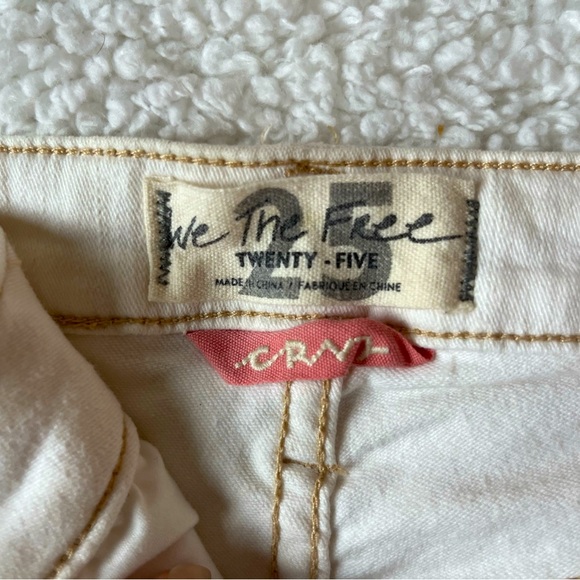 25
We The Free
TWENTY - FIVE
MADE IN CHINA / FABRIQUE EN CHINE
CRVZ